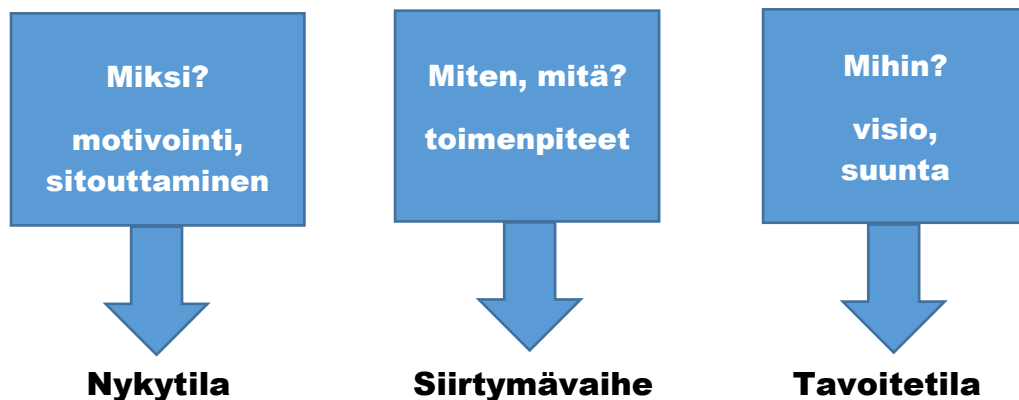 Miksi?
motivointi,
sitouttaminen
Miten, mitä?
toimenpiteet
Mihin?
visio,
suunta
Nykytila
Siirtymävaihe
Tavoitetila